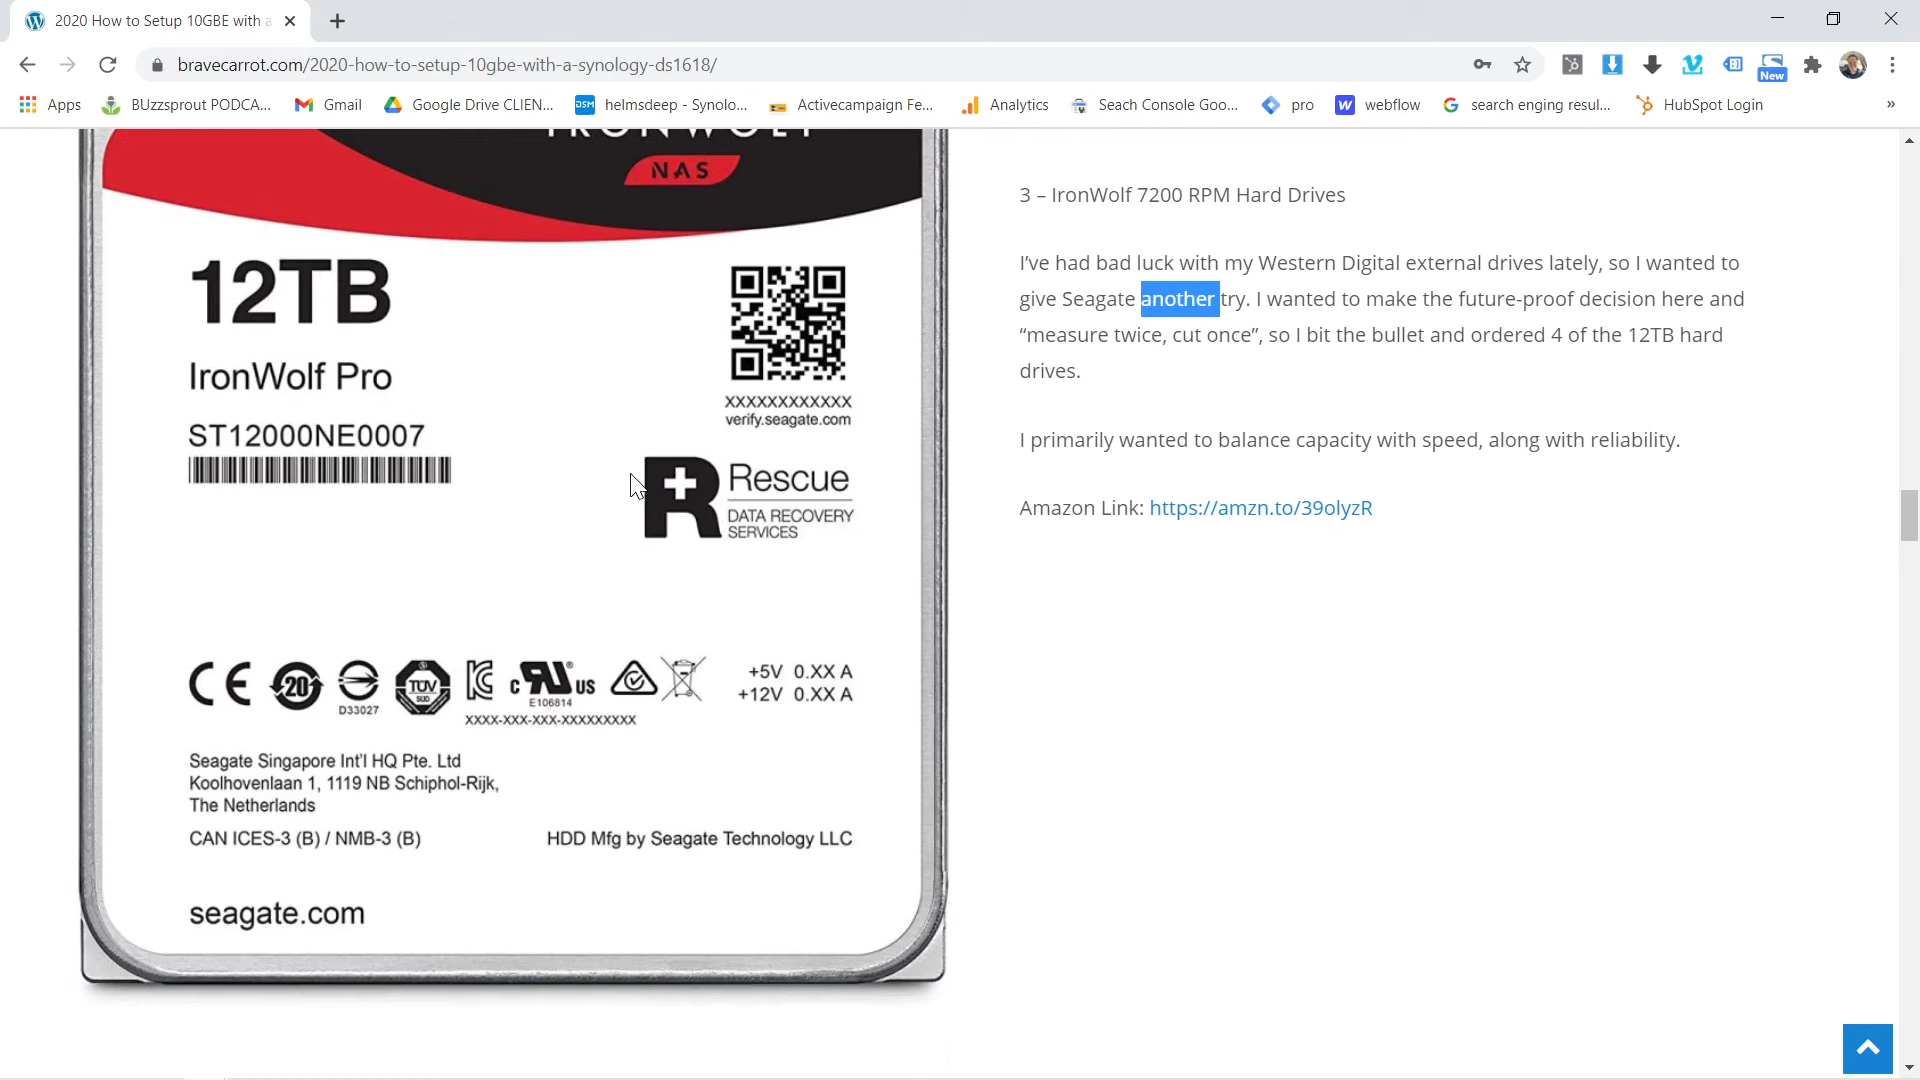 2020 How to Setup 10GBE with a
bravecarrot.com/2020-how-to-setup-10gbe-with-a-synology-ds1618/
New
Apps BUzzsprout PODCA... Gmail Google Drive CLIEN... helmsdeep - Synolo... Activecampaign Fe... Analytics Seach Console Goo... pro webflow search enging resul... HubSpot Login »
IRONWOLF
NAS
12TB
IronWolf Pro
ST12000NE0007
XXXXXXXXXXXX
verify.seagate.com
Rescue
DATA RECOVERY
SERVICES
CE 20 D33027 TÜV SÜD c US E106814
XXXX-XXX-XXX-XXXXXXXXX
+5V 0.XX A
+12V 0.XX A
Seagate Singapore Int'l HQ Pte. Ltd
Koolhovenlaan 1, 1119 NB Schiphol-Rijk,
The Netherlands
CAN ICES-3 (B) / NMB-3 (B) HDD Mfg by Seagate Technology LLC
seagate.com
3 – IronWolf 7200 RPM Hard Drives
I've had bad luck with my Western Digital external drives lately, so I wanted to
give Seagate another try. I wanted to make the future-proof decision here and
“measure twice, cut once”, so I bit the bullet and ordered 4 of the 12TB hard
drives.
I primarily wanted to balance capacity with speed, along with reliability.
Amazon Link: https://amzn.to/39olyzR